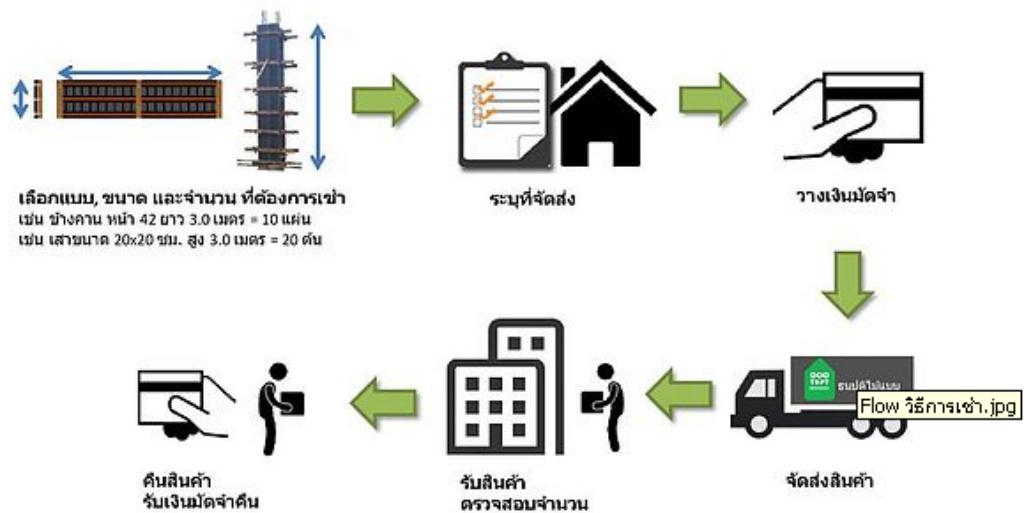 เลือกแบบ, ขนาด และจำนวน ที่ต้องการเช่า
เช่น ข้างคาน หน้า 42 ยาว 3.0 เมตร = 10 แผ่น
เช่น เสาขนาด 20x20 ซม. สูง 3.0 เมตร = 20 ต้น
ระบุที่จัดส่ง
วางเงินมัดจำ
Flow วิธีการเช่า.jpg
จัดส่งสินค้า
รับสินค้า
ตรวจสอบจำนวน
คืนสินค้า
รับเงินมัดจำคืน